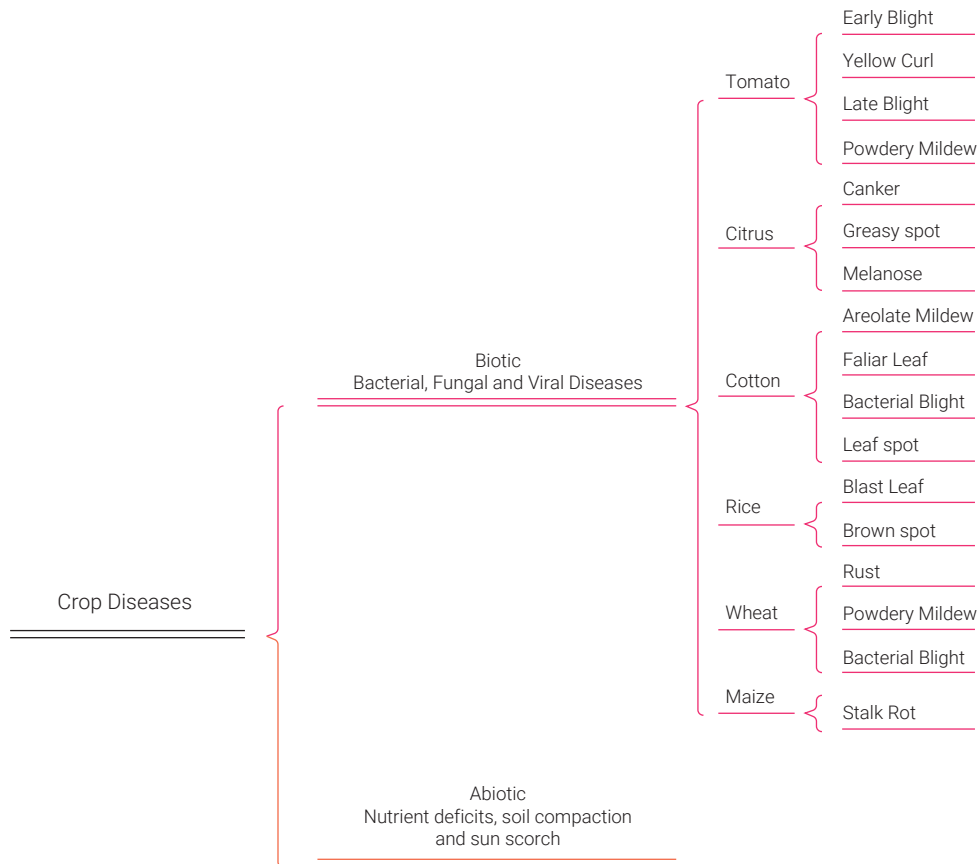 Crop Diseases
Biotic
Bacterial, Fungal and Viral Diseases
Tomato
Early Blight
Yellow Curl
Late Blight
Powdery Mildew
Citrus
Canker
Greasy spot
Melanose
Cotton
Areolate Mildew
Faliar Leaf
Bacterial Blight
Leaf spot
Rice
Blast Leaf
Brown spot
Wheat
Rust
Powdery Mildew
Bacterial Blight
Maize
Stalk Rot
Abiotic
Nutrient deficits, soil compaction
and sun scorch